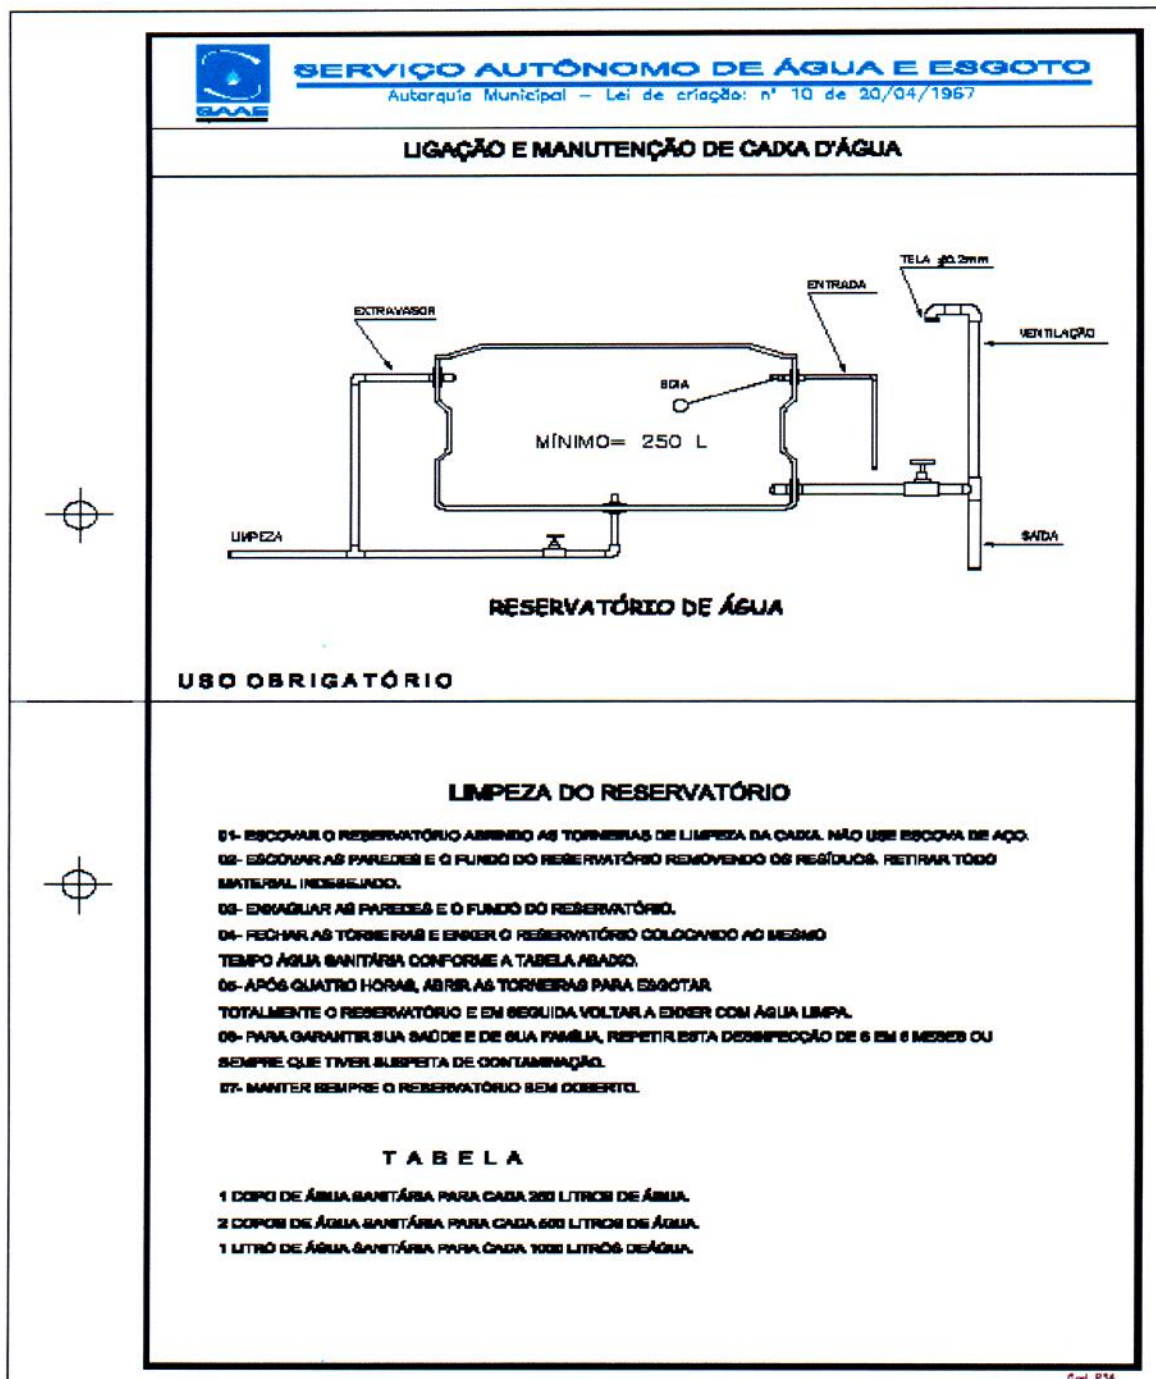 SAAE
SERVIÇO AUTÔNOMO DE ÁGUA E ESGOTO
Autarquia Municipal – Lei de criação: nº 10 de 20/04/1967
LIGAÇÃO E MANUTENÇÃO DE CAIXA D'ÁGUA
TELA 0.2mm
ENTRADA
EXTRAVASOR
VENTILAÇÃO
BOIA
MÍNIMO= 250 L
LIMPEZA
SAÍDA
RESERVATÓRIO DE ÁGUA
USO OBRIGATÓRIO
LIMPEZA DO RESERVATÓRIO
01- ESCOVAR O RESERVATÓRIO ABRINDO AS TORNEIRAS DE LIMPEZA DA CAIXA. NÃO USE ESCOVA DE AÇO.
02- ESCOVAR AS PAREDES E O FUNDO DO RESERVATÓRIO REMOVENDO OS RESÍDUOS. RETIRAR TODO
MATERIAL INDESEJADO.
03- ENXAGUAR AS PAREDES E O FUNDO DO RESERVATÓRIO.
04- FECHAR AS TORNEIRAS E ENXER O RESERVATÓRIO COLOCANDO AO MESMO
TEMPO ÁGUA SANITÁRIA CONFORME A TABELA ABAIXO.
05- APÓS QUATRO HORAS, ABRIR AS TORNEIRAS PARA ESGOTAR
TOTALMENTE O RESERVATÓRIO E EM SEGUIDA VOLTAR A ENXER COM ÁGUA LIMPA.
06- PARA GARANTIR SUA SAÚDE E DE SUA FAMÍLIA, REPETIR ESTA DESINFECÇÃO DE 6 EM 6 MESES OU
SEMPRE QUE TIVER SUSPEITA DE CONTAMINAÇÃO.
07- MANTER SEMPRE O RESERVATÓRIO BEM COBERTO.
TABELA
1 COPO DE ÁGUA SANITÁRIA PARA CADA 250 LITROS DE ÁGUA.
2 COPOS DE ÁGUA SANITÁRIA PARA CADA 500 LITROS DE ÁGUA.
1 LITRO DE ÁGUA SANITÁRIA PARA CADA 1000 LITROS DEÁGUA.